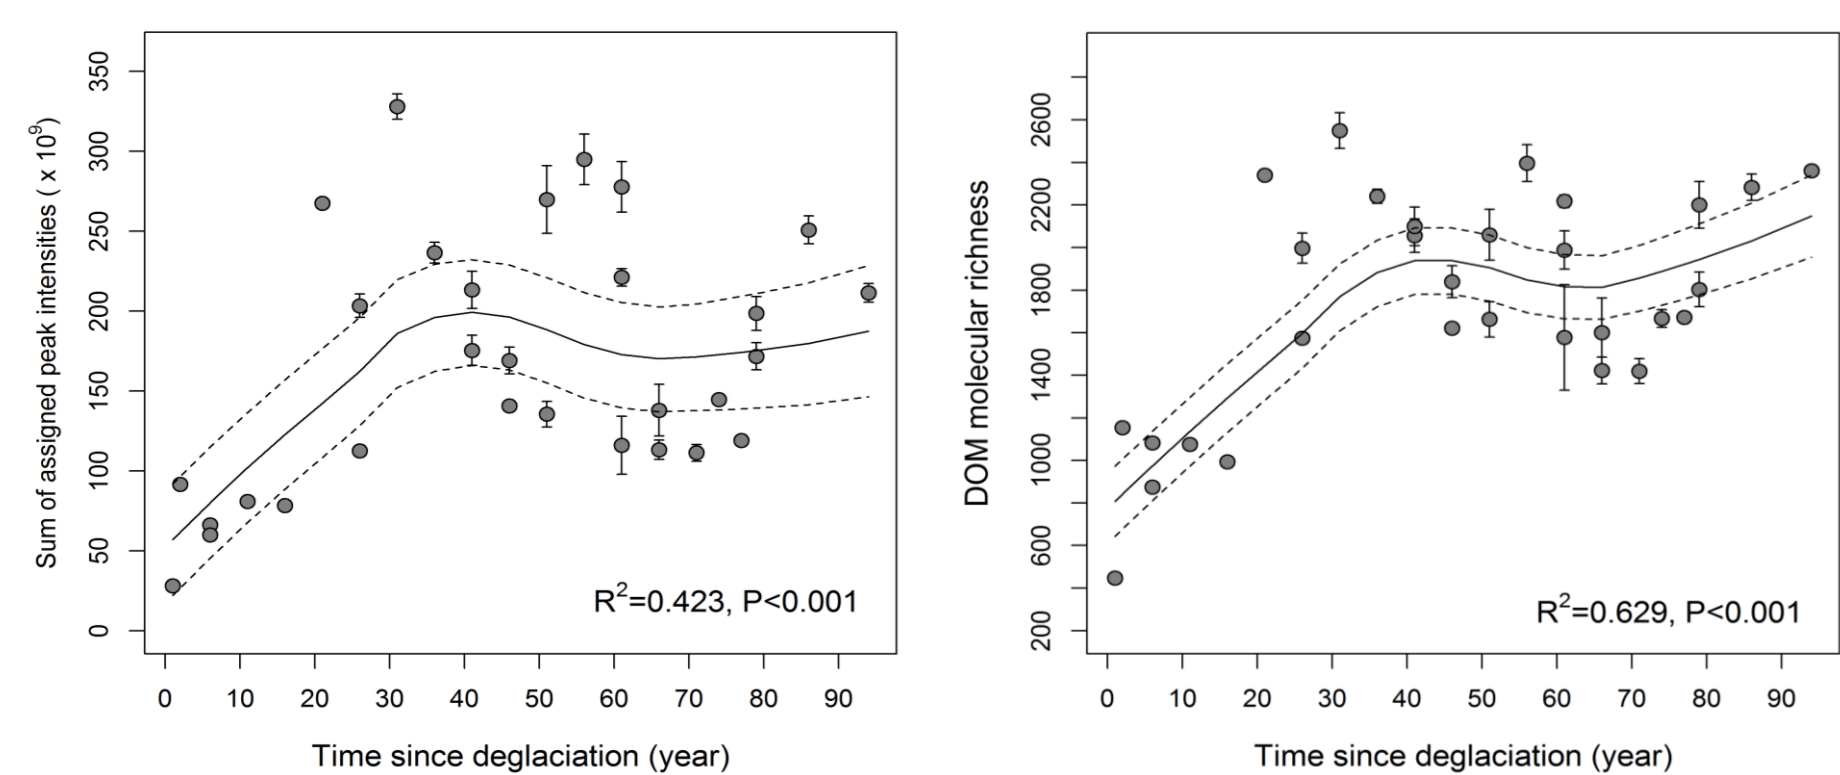 Sum of assigned peak intensities ( x 10⁹)
350
300
250
200
150
100
50
0
R²=0.423, P<0.001
0 10 20 30 40 50 60 70 80 90
Time since deglaciation (year)
DOM molecular richness
2600
2200
1800
1400
1000
600
200
R²=0.629, P<0.001
0 10 20 30 40 50 60 70 80 90
Time since deglaciation (year)